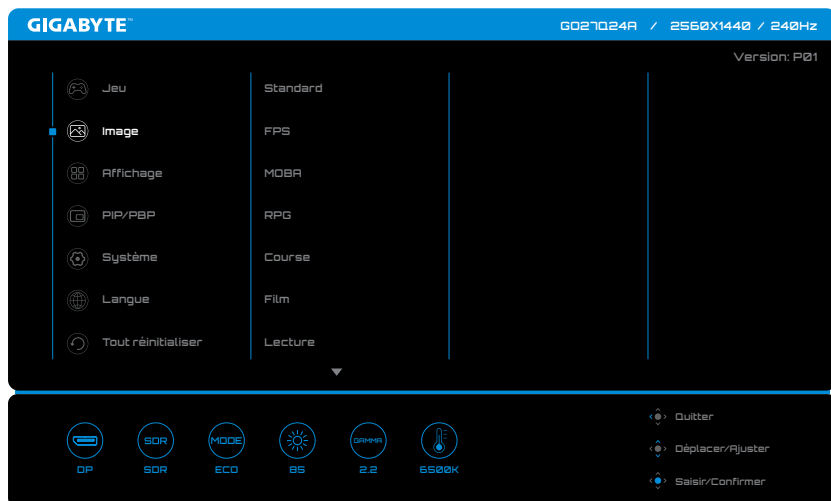 GIGABYTE™
GO27Q24A / 2560X1440 / 240Hz
Version: P01
Jeu
Standard
Image
FPS
Affichage
MOBA
PIP/PBP
RPG
Système
Course
Langue
Film
Tout réinitialiser
Lecture
SDR
MODE
GAMMA
DP
SDR
ECO
85
2.2
6500K
Quitter
Déplacer/Ajuster
Saisir/Confirmer